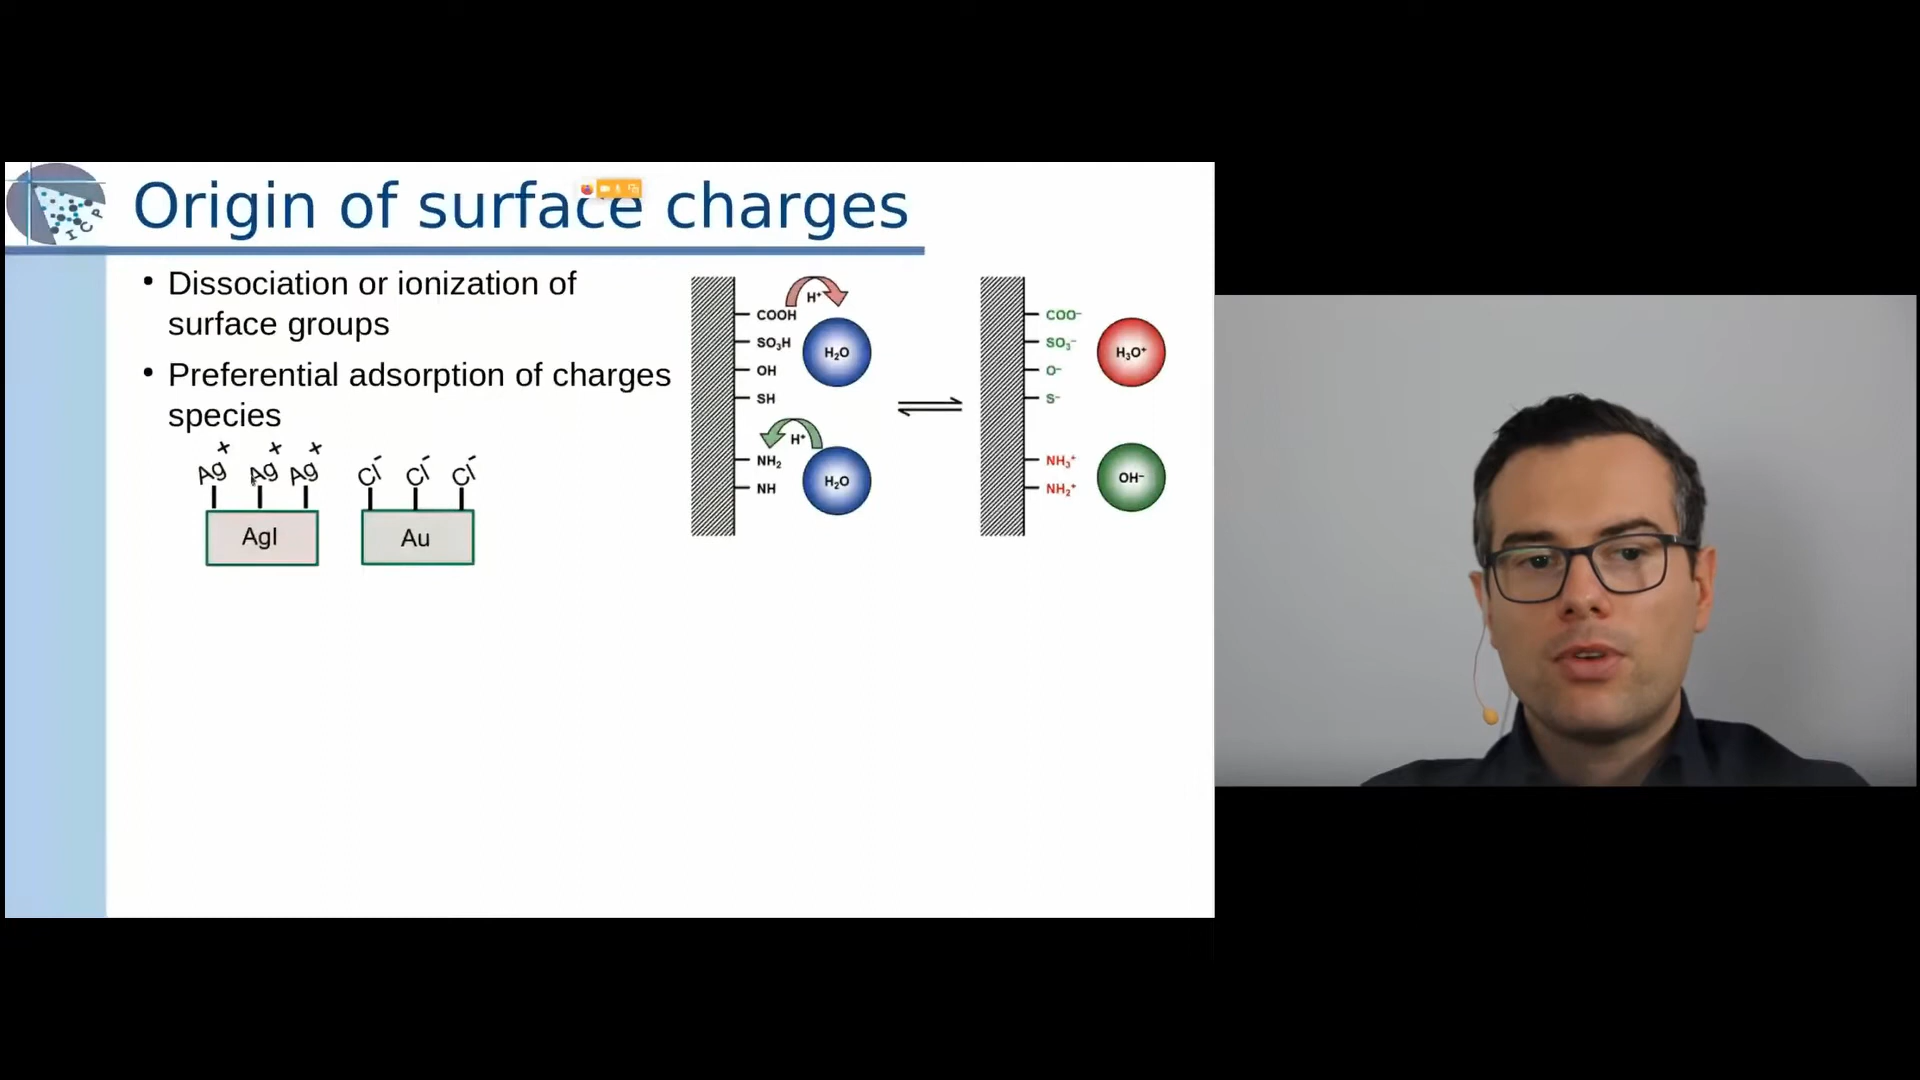 ICP
Origin of surface charges
• Dissociation or ionization of
surface groups
• Preferential adsorption of charges
species
Ag⁺ Ag⁺ Ag⁺
Cl⁻ Cl⁻ Cl⁻
AgI
Au
H⁺
COOH
SO₃H
OH
SH
H₂O
H⁺
NH₂
NH
H₂O
COO⁻
SO₃⁻
O⁻
S⁻
H₃O⁺
NH₃⁺
NH₂⁺
OH⁻